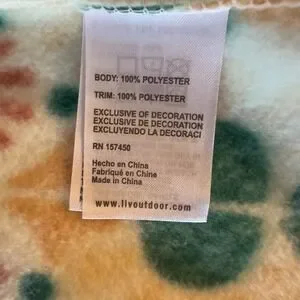 BODY: 100% POLYESTER
TRIM: 100% POLYESTER
EXCLUSIVE OF DECORATION
EXCLUSIVE DE DECORATION
EXCLUYENDO LA DECORACI
RN 157450
Hecho en China
Fabriqué en Chine
Made in China
www.livoutdoor.com